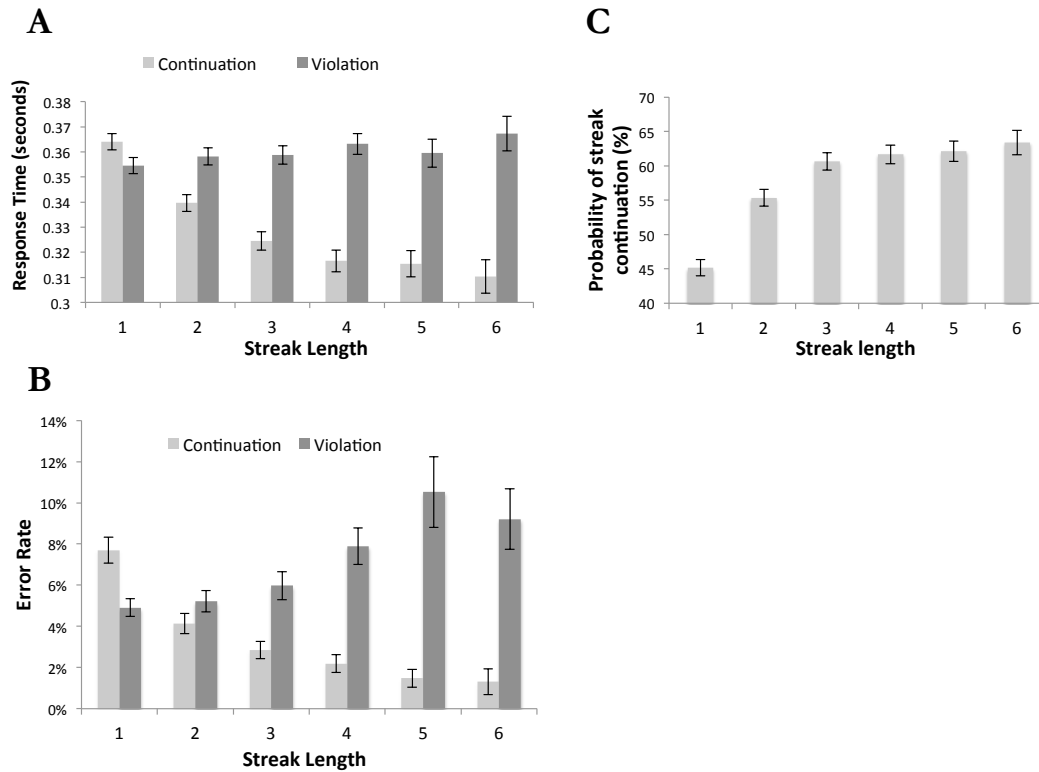 A
Continuation Violation
Response Time (seconds)
0.38
0.37
0.36
0.35
0.34
0.33
0.32
0.31
0.3
1 2 3 4 5 6
Streak Length
C
Probability of streak
continuation (%)
70
65
60
55
50
45
40
1 2 3 4 5 6
Streak length
B
Continuation Violation
Error Rate
14%
12%
10%
8%
6%
4%
2%
0%
1 2 3 4 5 6
Streak Length